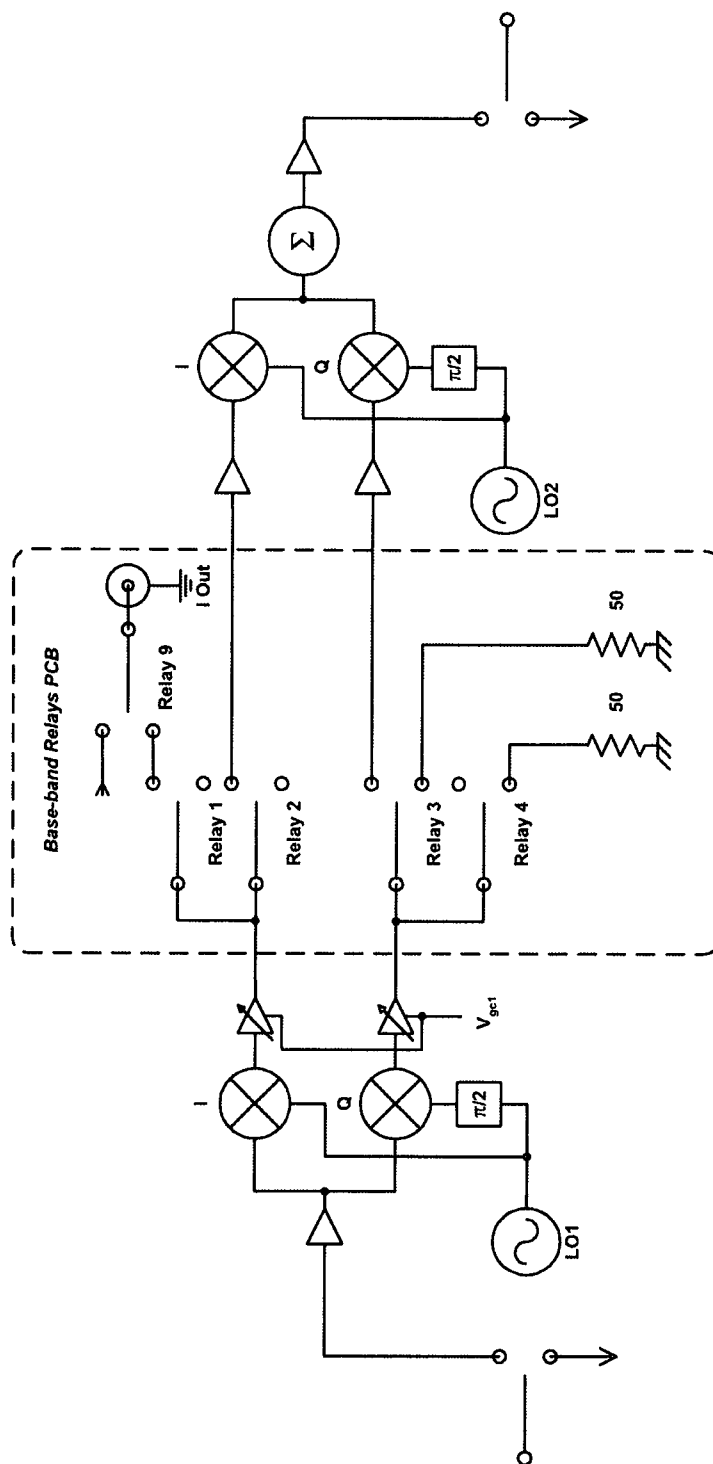 Base-band Relays PCB
I Out
Relay 9
Relay 1
Relay 2
Relay 3
Relay 4
50
50
I
Q
π/2
LO1
V_gc1
I
Q
π/2
LO2
Σ